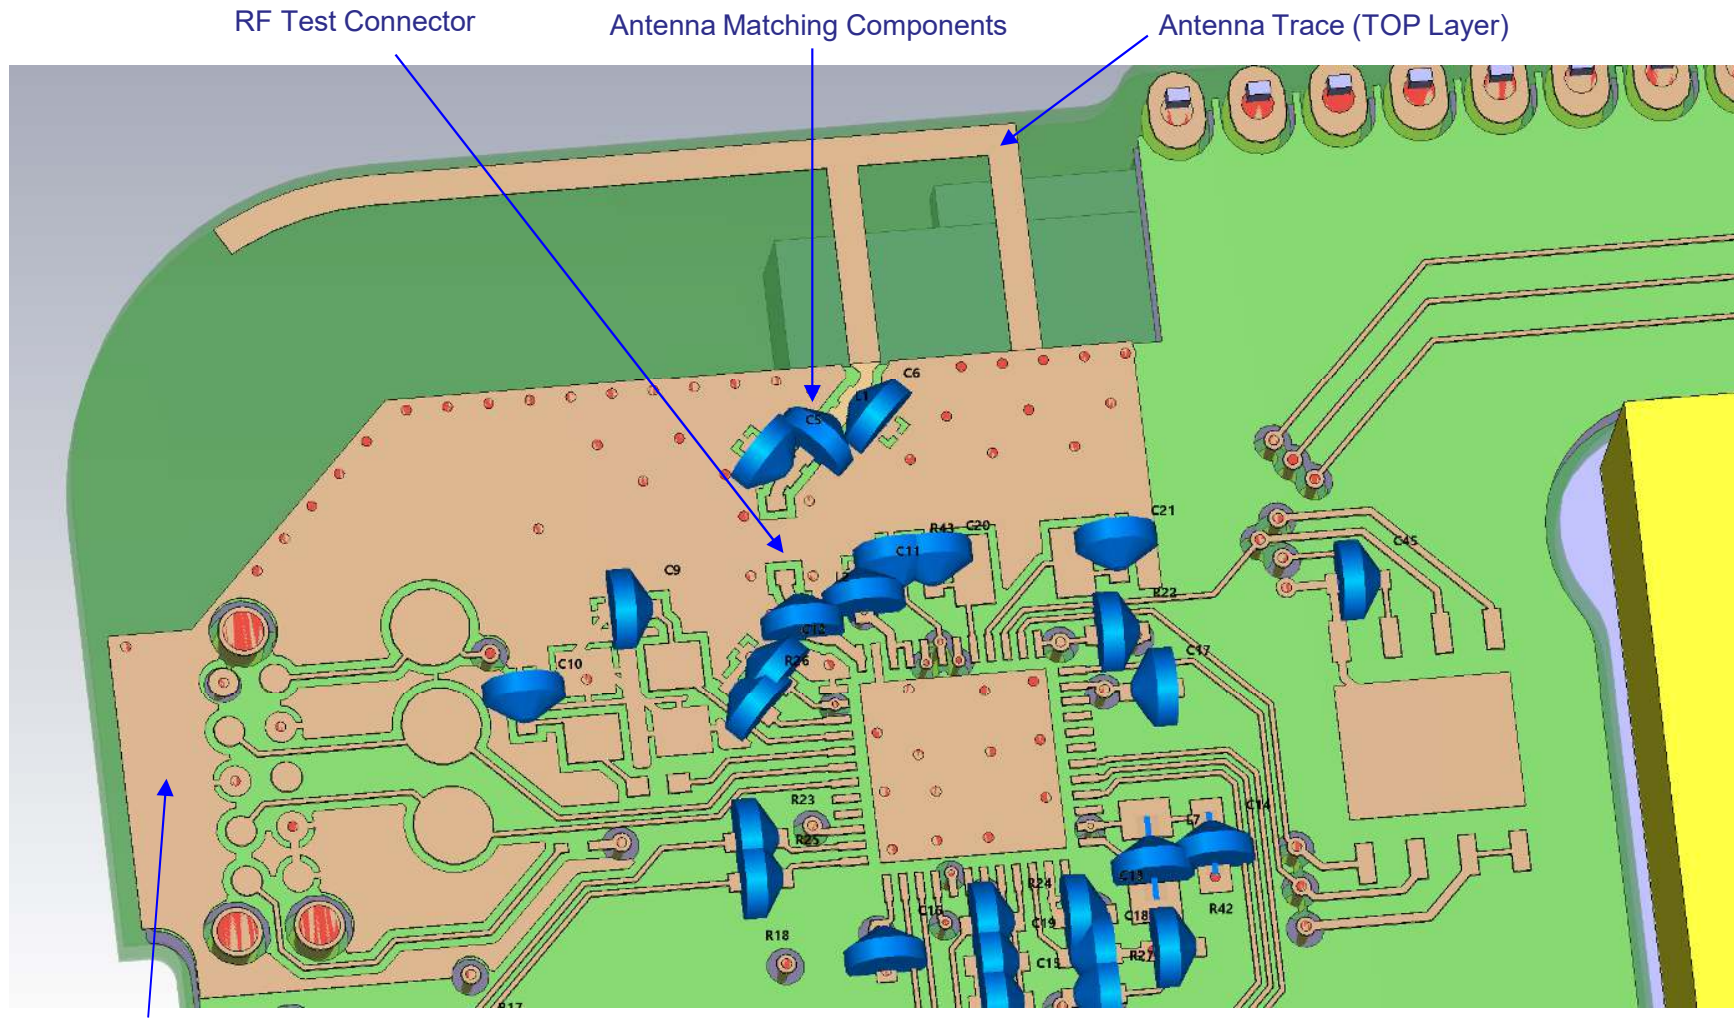 RF Test Connector
Antenna Matching Components
Antenna Trace (TOP Layer)
C6
L1
C5
C21
R43
C20
C11
C45
C9
R22
C12
C17
R26
C10
R23
C14
L7
R25
C13
R24
R42
C16
C18
C19
R18
C15
R27
R17